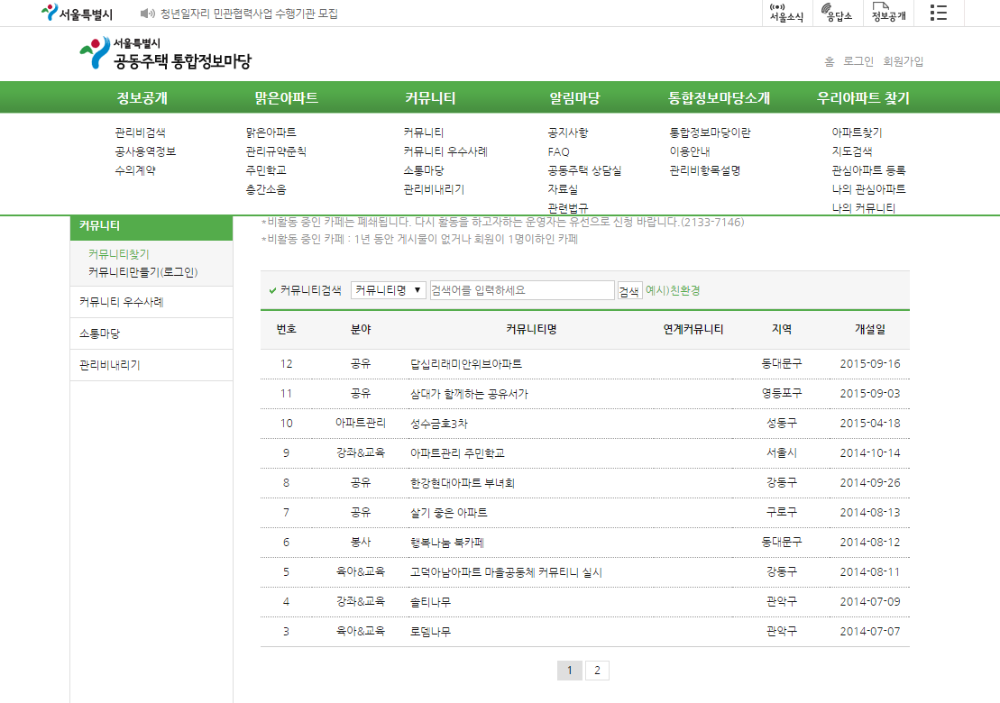 서울특별시 청년일자리 민관협력사업 수행기관 모집 서울소식 응답소 정보공개
서울특별시
공동주택 통합정보마당
홈 로그인 회원가입
정보공개 맑은아파트 커뮤니티 알림마당 통합정보마당소개 우리아파트 찾기
관리비검색 맑은아파트 커뮤니티 공지사항 통합정보마당이란 아파트찾기
공사용역정보 관리규약준칙 커뮤니티 우수사례 FAQ 이용안내 지도검색
수의계약 주민학교 소통마당 공동주택 상담실 관리비항목설명 관심아파트 등록
층간소음 관리비내리기 자료실 나의 관심아파트
관련법규 나의 커뮤니티
커뮤니티
커뮤니티찾기
커뮤니티만들기(로그인)
커뮤니티 우수사례
소통마당
관리비내리기
*비활동 중인 카페는 폐쇄됩니다. 다시 활동을 하고자하는 운영자는 유선으로 신청 바랍니다.(2133-7146)
*비활동 중인 카페 : 1년 동안 게시물이 없거나 회원이 1명이하인 카페
커뮤니티검색 커뮤니티명 ▼ 검색어를 입력하세요 검색 예시)친환경
번호 분야 커뮤니티명 연계커뮤니티 지역 개설일
12 공유 답십리래미안위브아파트 동대문구 2015-09-16
11 공유 삼대가 함께하는 공유서가 영등포구 2015-09-03
10 아파트관리 성수금호3차 성동구 2015-04-18
9 강좌&교육 아파트관리 주민학교 서울시 2014-10-14
8 공유 한강현대아파트 부녀회 강동구 2014-09-26
7 공유 살기 좋은 아파트 구로구 2014-08-13
6 봉사 행복나눔 북카페 동대문구 2014-08-12
5 육아&교육 고덕아남아파트 마을공동체 커뮤티니 실시 강동구 2014-08-11
4 강좌&교육 솔티나무 관악구 2014-07-09
3 육아&교육 로뎀나무 관악구 2014-07-07
1 2